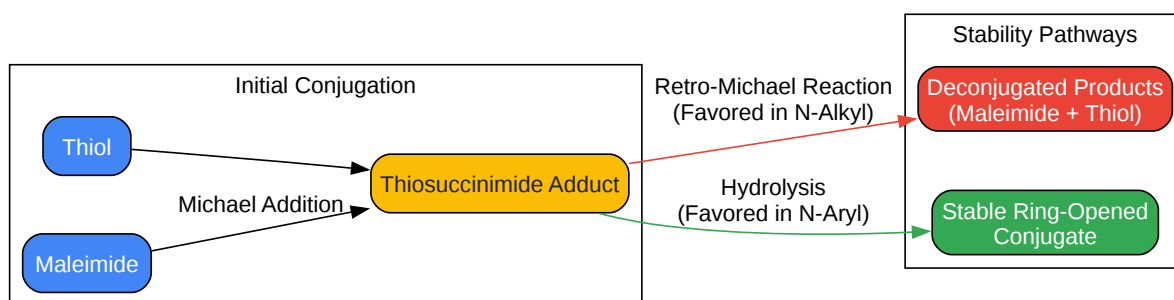 Initial Conjugation
Thiol
Maleimide
Michael Addition
Thiosuccinimide Adduct
Retro-Michael Reaction
(Favored in N-Alkyl)
Hydrolysis
(Favored in N-Aryl)
Stability Pathways
Deconjugated Products
(Maleimide + Thiol)
Stable Ring-Opened
Conjugate